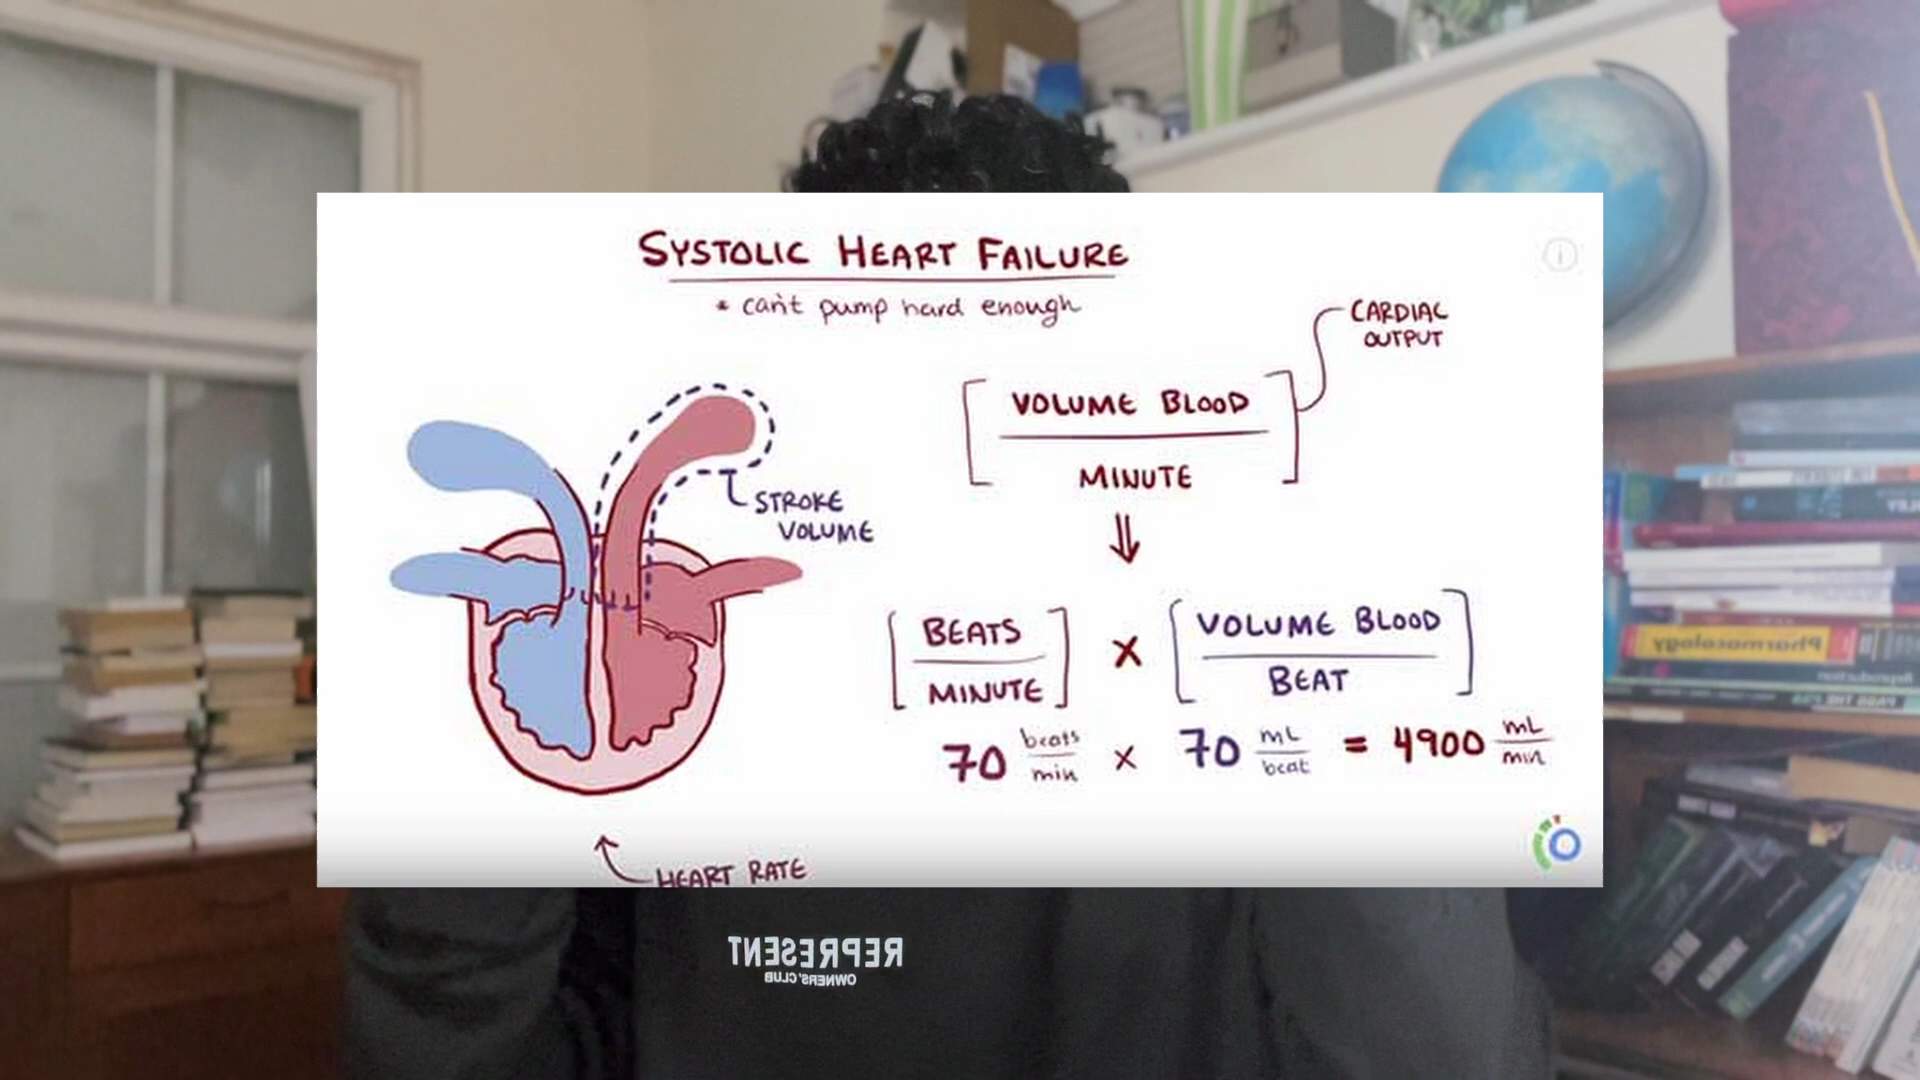 SYSTOLIC HEART FAILURE
* can't pump hard enough
CARDIAC
OUTPUT
VOLUME BLOOD
MINUTE
STROKE
VOLUME
BEATS
MINUTE
X
VOLUME BLOOD
BEAT
70 beats
min
x 70 mL
beat
= 4900 mL
min
HEART RATE
REPRESENT
OWNERS' CLUB
Pharmacology